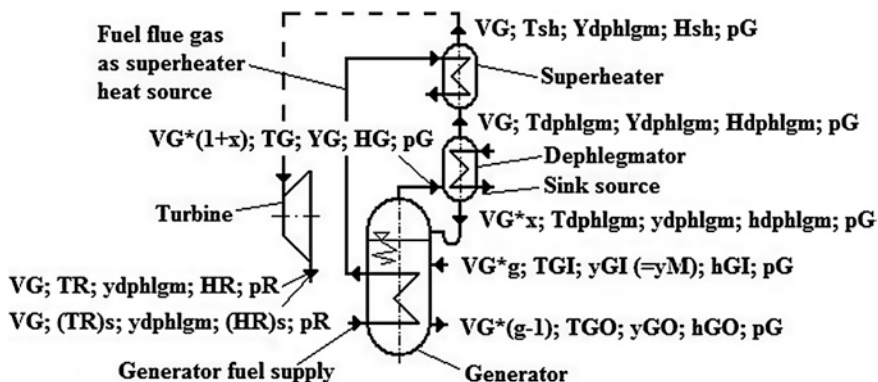 VG; Tsh; Ydphlgm; Hsh; pG
Fuel flue gas
as superheater
heat source
Superheater
VG; Tdphlgm; Ydphlgm; Hdphlgm; pG
VG*(1+x); TG; YG; HG; pG
Dephlegmator
Sink source
Turbine
VG*x; Tdphlgm; ydphlgm; hdphlgm; pG
VG*g; TGI; yGI (=yM); hGI; pG
VG; TR; ydphlgm; HR; pR
VG; (TR)s; ydphlgm; (HR)s; pR
VG*(g-1); TGO; yGO; hGO; pG
Generator fuel supply
Generator